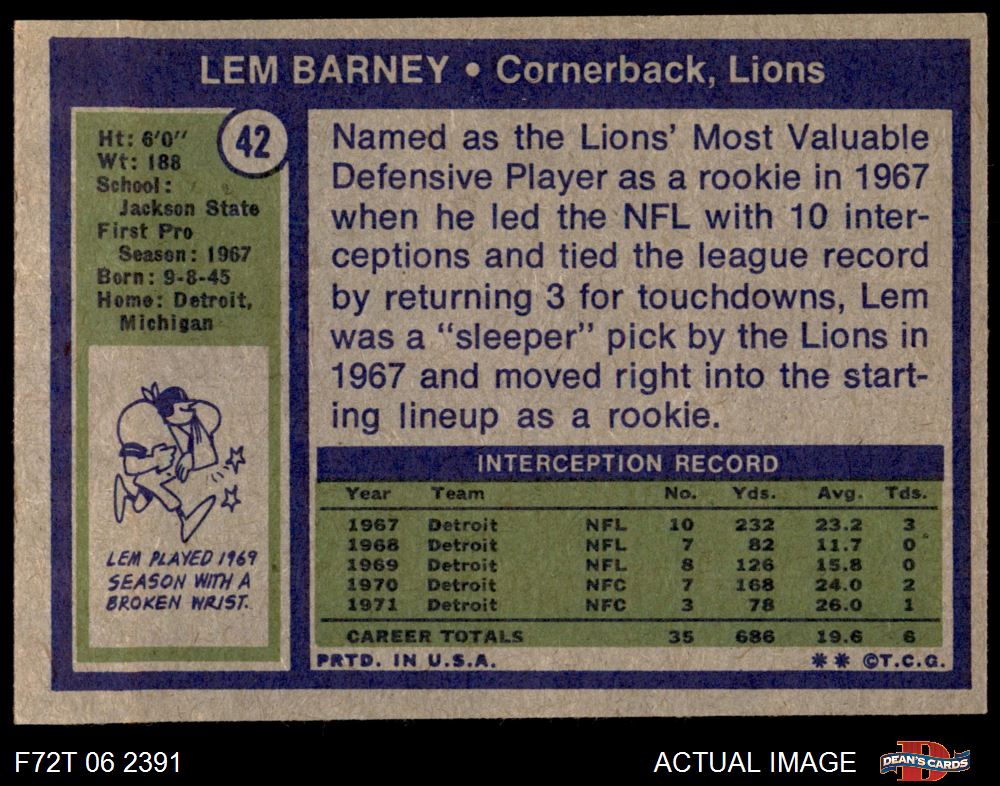 LEM BARNEY • Cornerback, Lions
42
Ht: 6'0"
Wt: 188
School:
Jackson State
First Pro
Season: 1967
Born: 9-8-45
Home: Detroit,
Michigan
LEM PLAYED 1969
SEASON WITH A
BROKEN WRIST.
Named as the Lions' Most Valuable
Defensive Player as a rookie in 1967
when he led the NFL with 10 inter-
ceptions and tied the league record
by returning 3 for touchdowns, Lem
was a "sleeper" pick by the Lions in
1967 and moved right into the start-
ing lineup as a rookie.
INTERCEPTION RECORD
Year Team No. Yds. Avg. Tds.
1967 Detroit NFL 10 232 23.2 3
1968 Detroit NFL 7 82 11.7 0
1969 Detroit NFL 8 126 15.8 0
1970 Detroit NFC 7 168 24.0 2
1971 Detroit NFC 3 78 26.0 1
CAREER TOTALS 35 686 19.6 6
PRTD. IN U.S.A. ** ©T.C.G.
F72T 06 2391 ACTUAL IMAGE DEAN'S CARDS